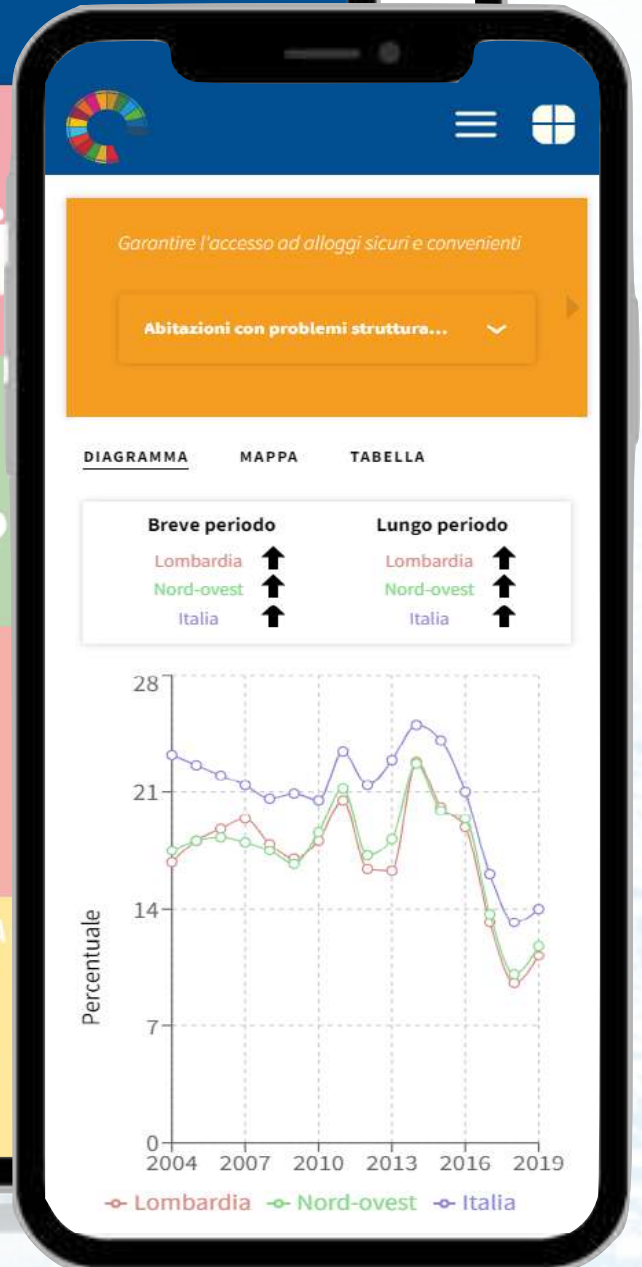 Garantire l'accesso ad alloggi sicuri e convenienti
Abitazioni con problemi struttura...
DIAGRAMMA MAPPA TABELLA
Breve periodo Lungo periodo
Lombardia Lombardia
Nord-ovest Nord-ovest
Italia Italia
28
21
14
7
0
Percentuale
2004 2007 2010 2013 2016 2019
Lombardia Nord-ovest Italia